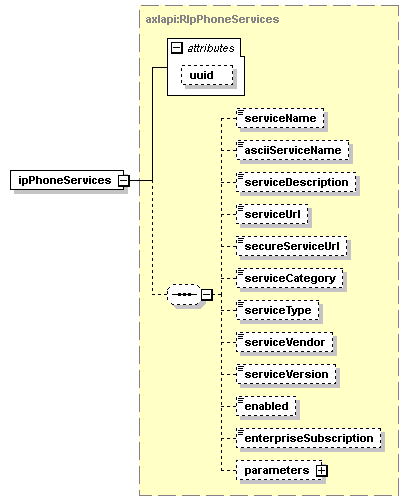 axlapi:RIpPhoneServices
attributes
uuid
ipPhoneServices
serviceName
asciiServiceName
serviceDescription
serviceUrl
secureServiceUrl
serviceCategory
serviceType
serviceVendor
serviceVersion
enabled
enterpriseSubscription
parameters